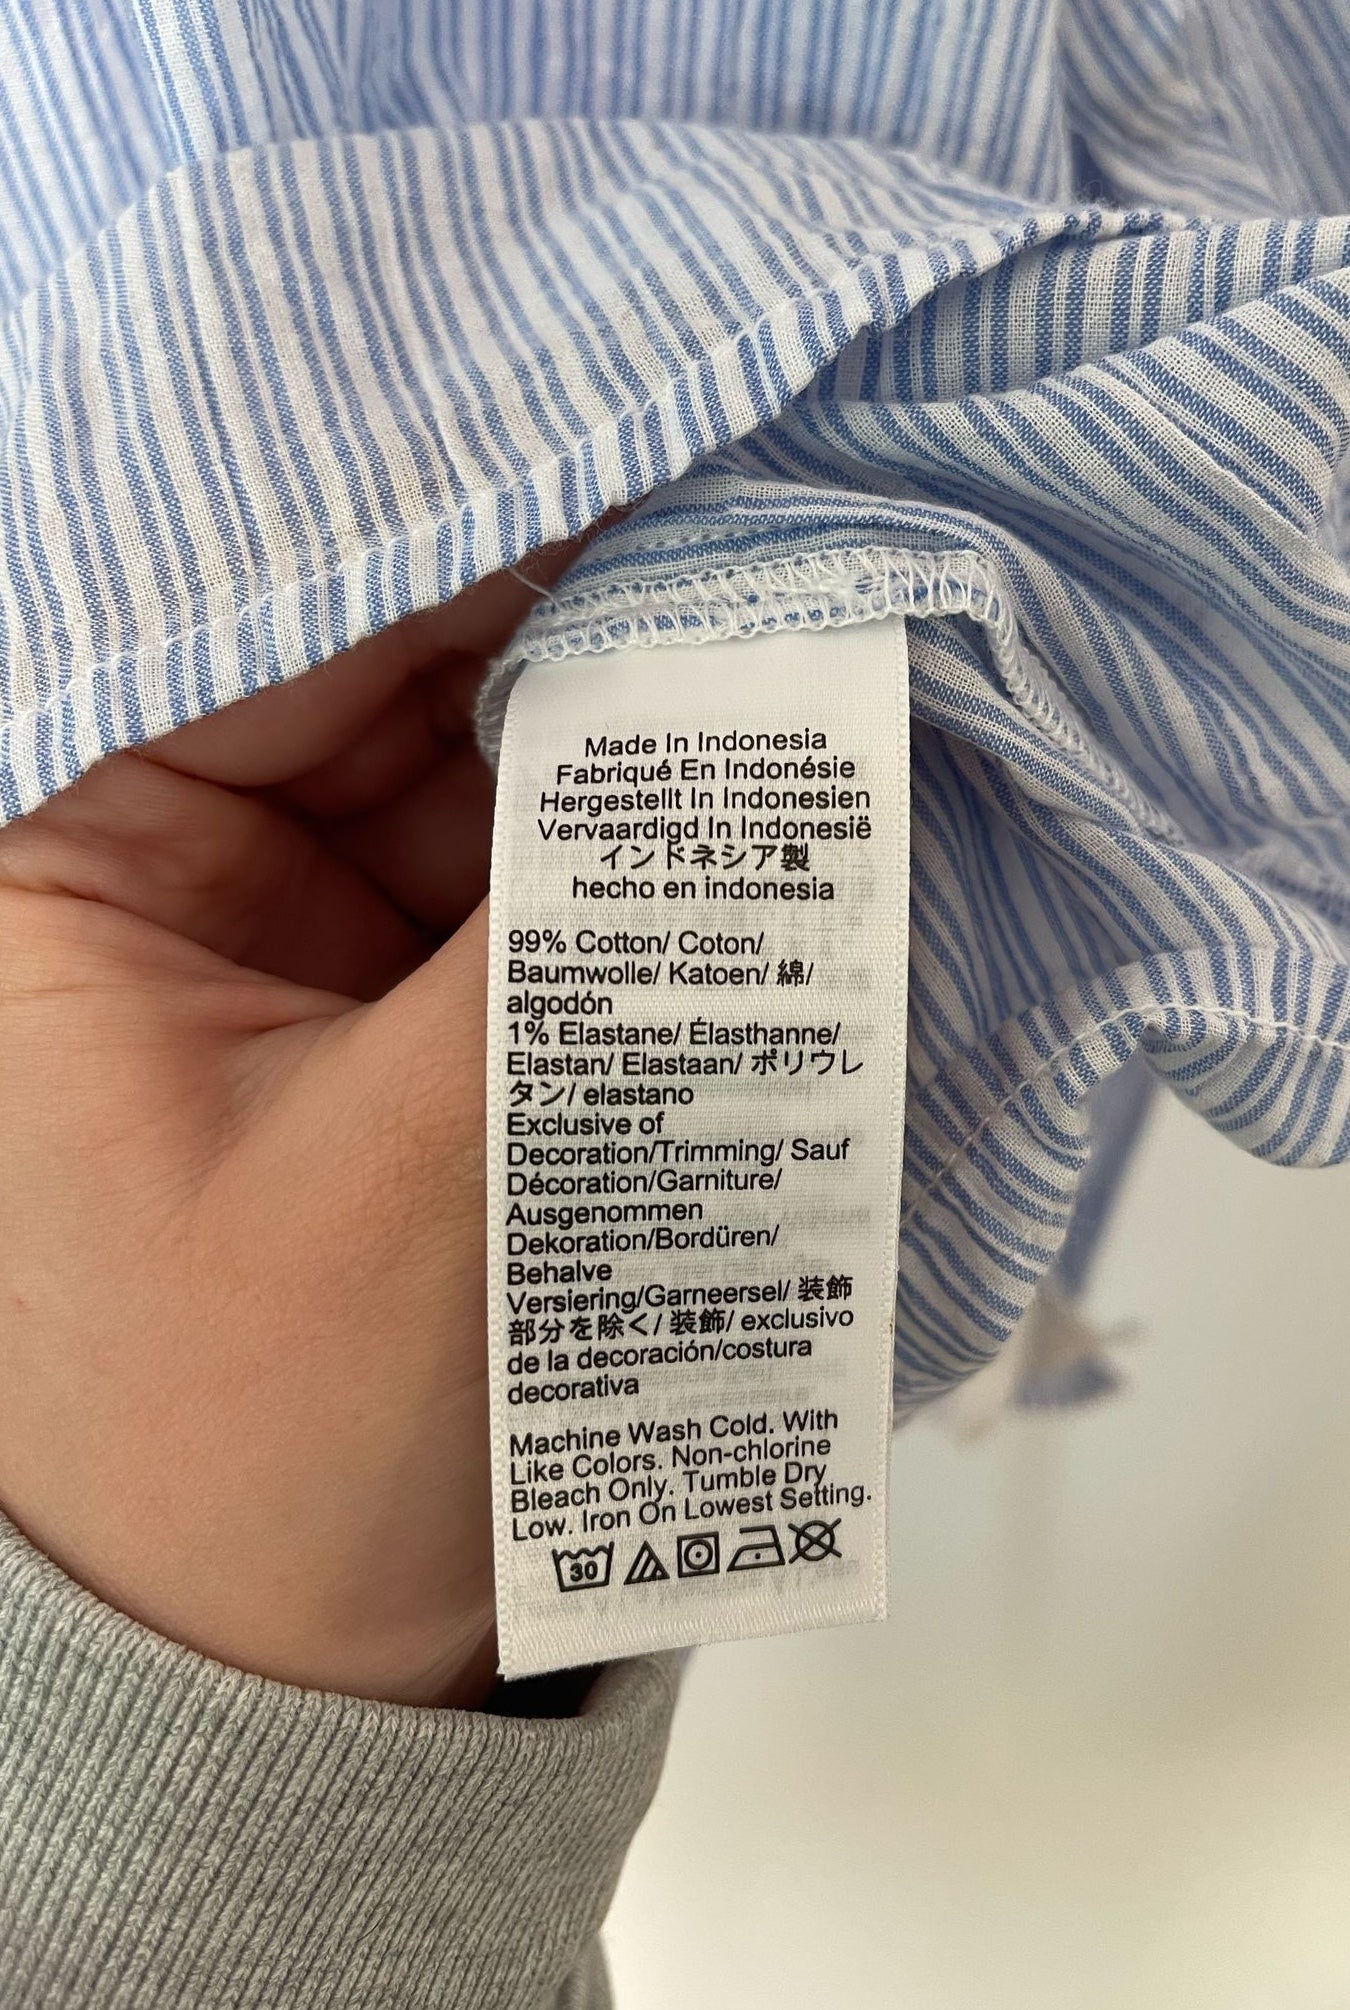 Made In Indonesia
Fabriqué En Indonésie
Hergestellt In Indonesien
Vervaardigd In Indonesië
インドネシア製
hecho en indonesia
99% Cotton/ Coton/
Baumwolle/ Katoen/ 綿/
algodón
1% Elastane/ Élasthanne/
Elastan/ Elastaan/ ポリウレ
タン/ elastano
Exclusive of
Decoration/Trimming/ Sauf
Décoration/Garniture/
Ausgenommen
Dekoration/Bordüren/
Behalve
Versiering/Garneersel/ 装飾
部分を除く/ 装飾/ exclusivo
de la decoración/costura
decorativa
Machine Wash Cold. With
Like Colors. Non-chlorine
Bleach Only. Tumble Dry
Low. Iron On Lowest Setting.
30